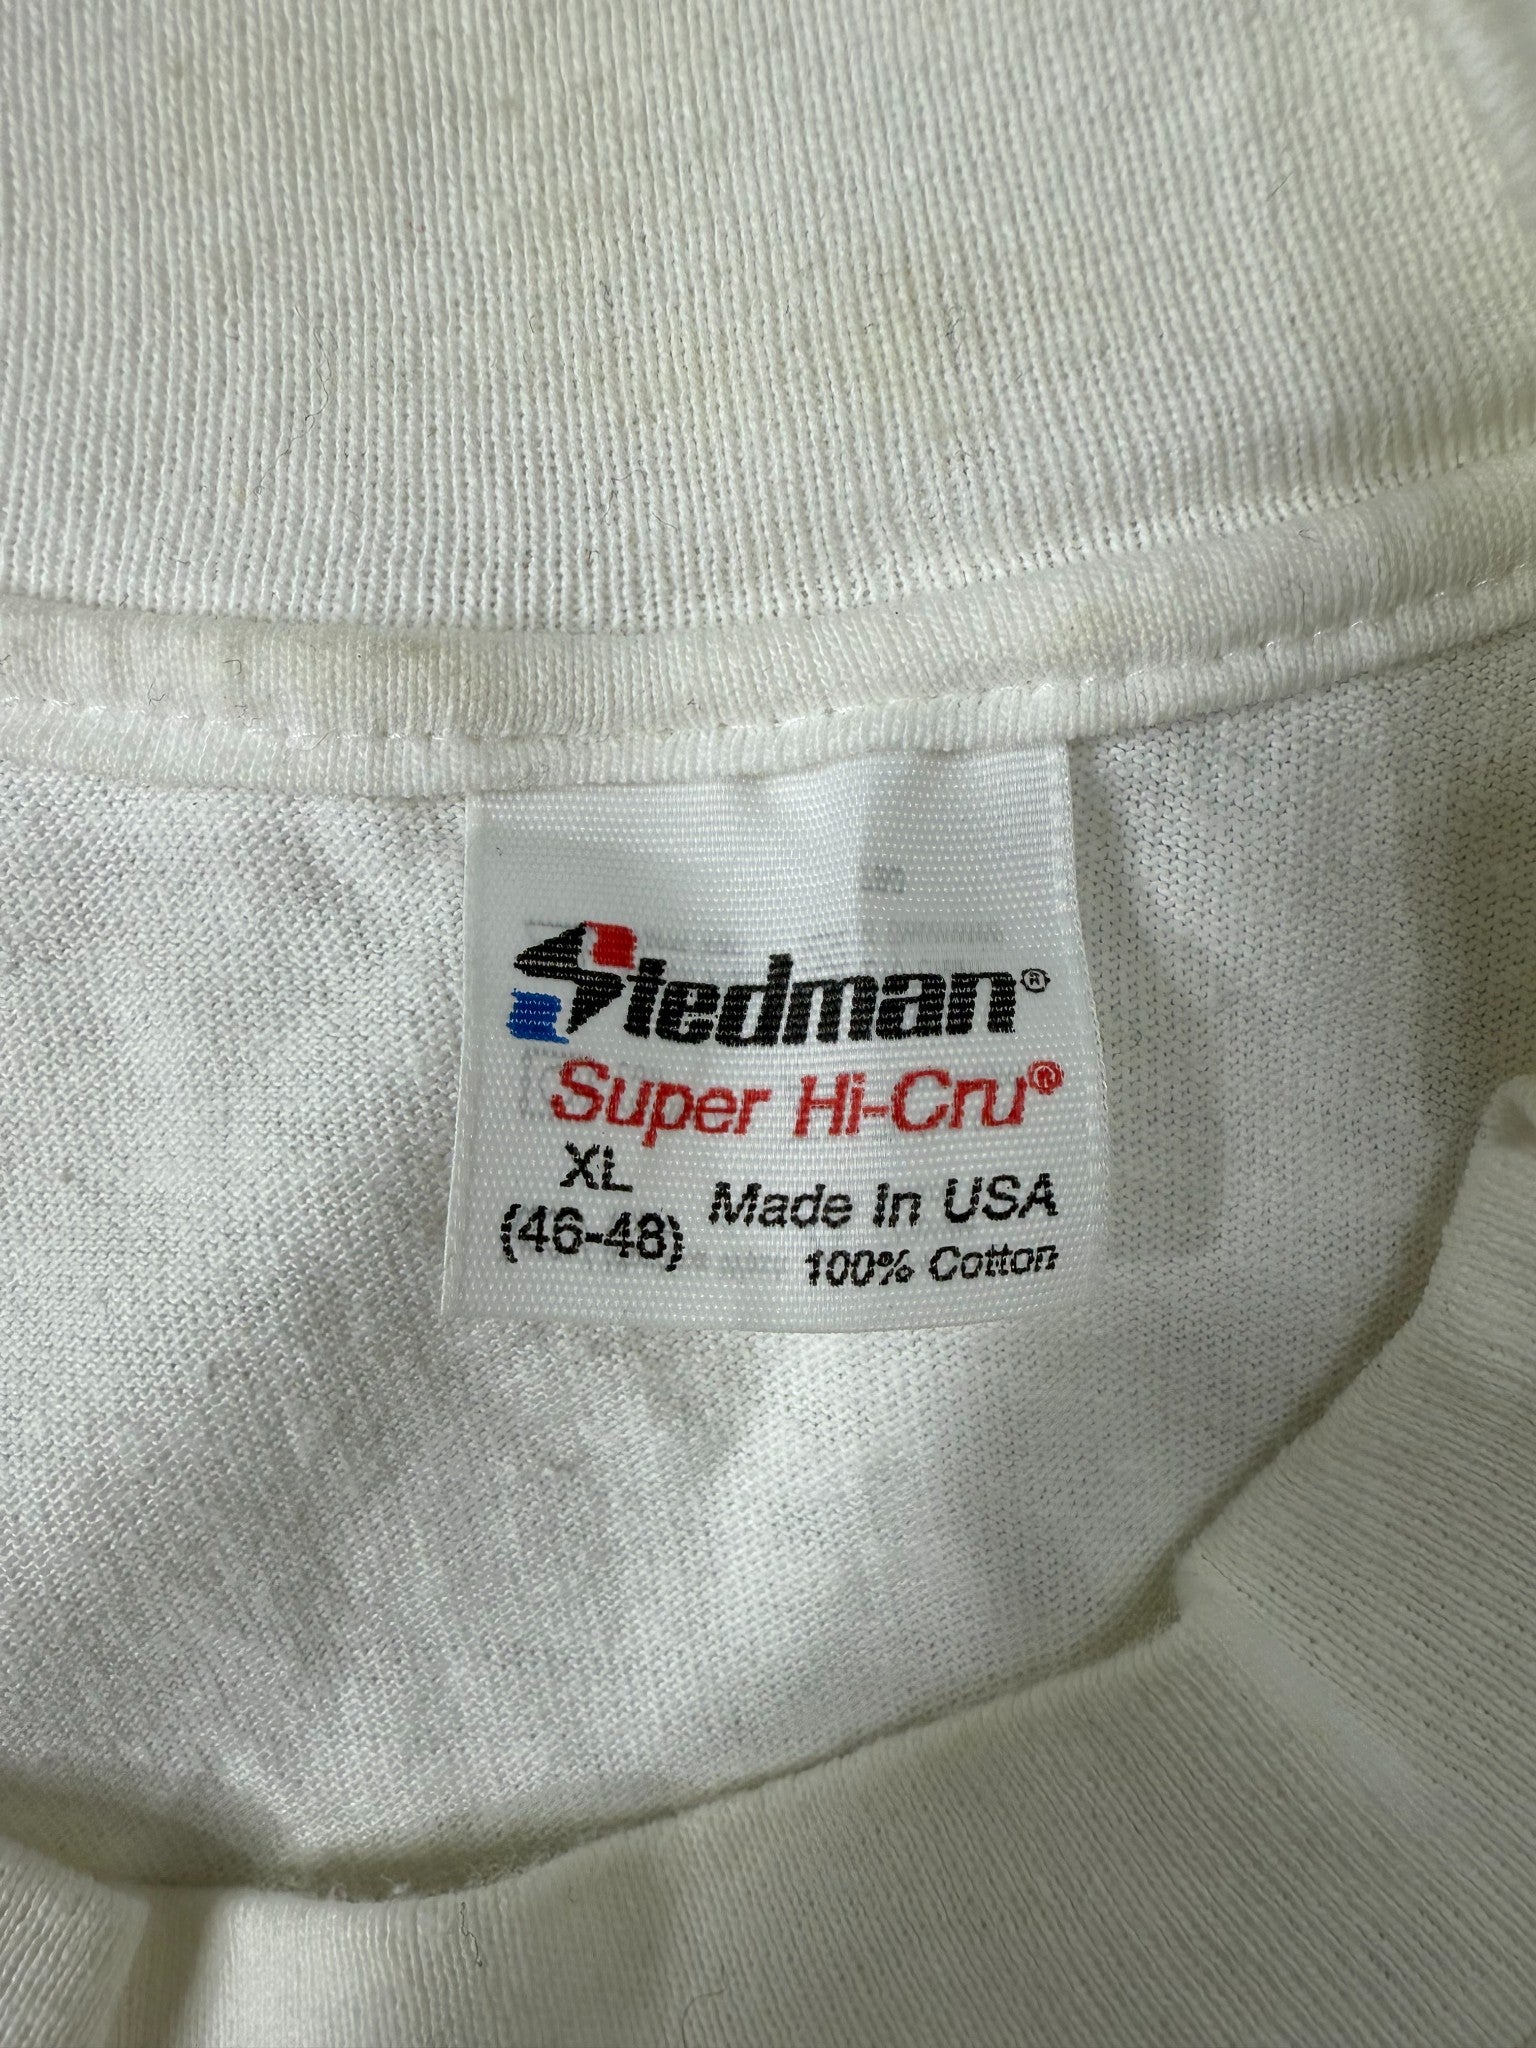 Stedman®
Super Hi-Cru®
XL
(46-48)
Made In USA
100% Cotton